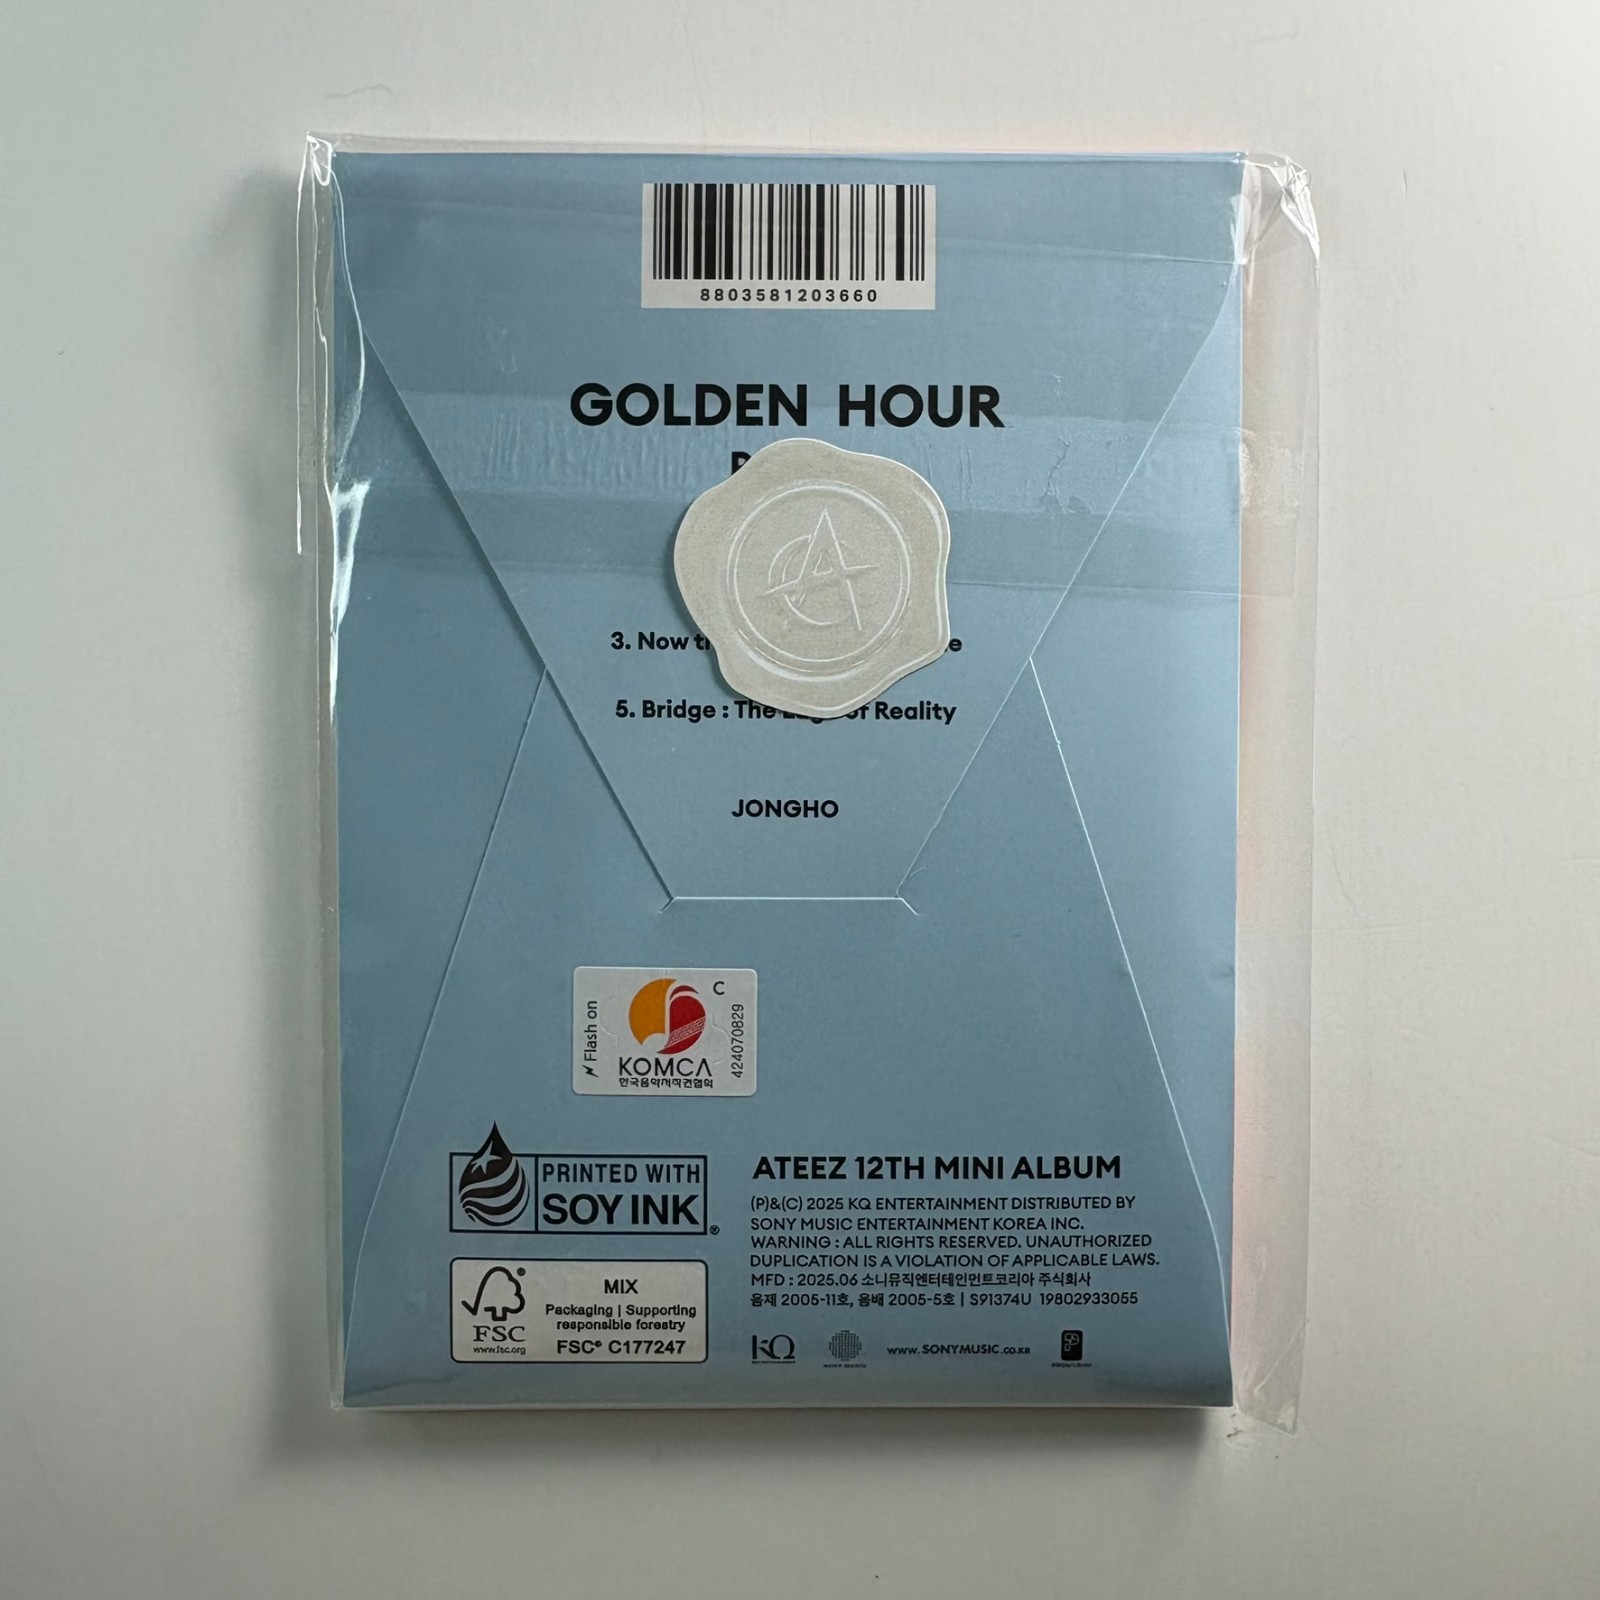 8803581203660
GOLDEN HOUR
3. Now
5. Bridge : The Edge of Reality
JONGHO
Flash on
C
KOMCA
한국음악저작권협회
424070829
PRINTED WITH
SOY INK
®
ATEEZ 12TH MINI ALBUM
(P)&(C) 2025 KQ ENTERTAINMENT DISTRIBUTED BY
SONY MUSIC ENTERTAINMENT KOREA INC.
WARNING : ALL RIGHTS RESERVED. UNAUTHORIZED
DUPLICATION IS A VIOLATION OF APPLICABLE LAWS.
MFD : 2025.06 소니뮤직엔터테인먼트코리아 주식회사
음제 2005-11호, 음배 2005-5호 | S91374U 19802933055
FSC
www.fsc.org
MIX
Packaging | Supporting
responsible forestry
FSC® C177247
KQ
www.SONYMUSIC.CO.KR